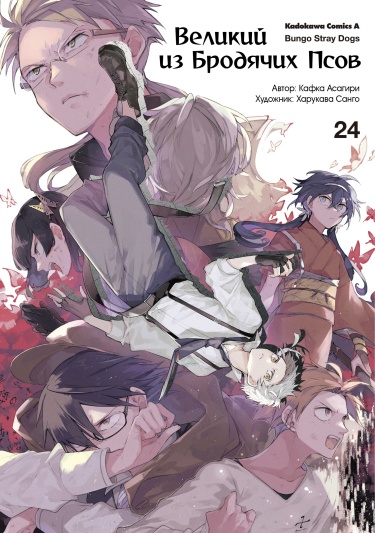 Kadokawa Comics A
Великий
Bungo Stray Dogs
из Бродячих Псов
Автор: Кафка Асагири
Художник: Харукава Санго
24